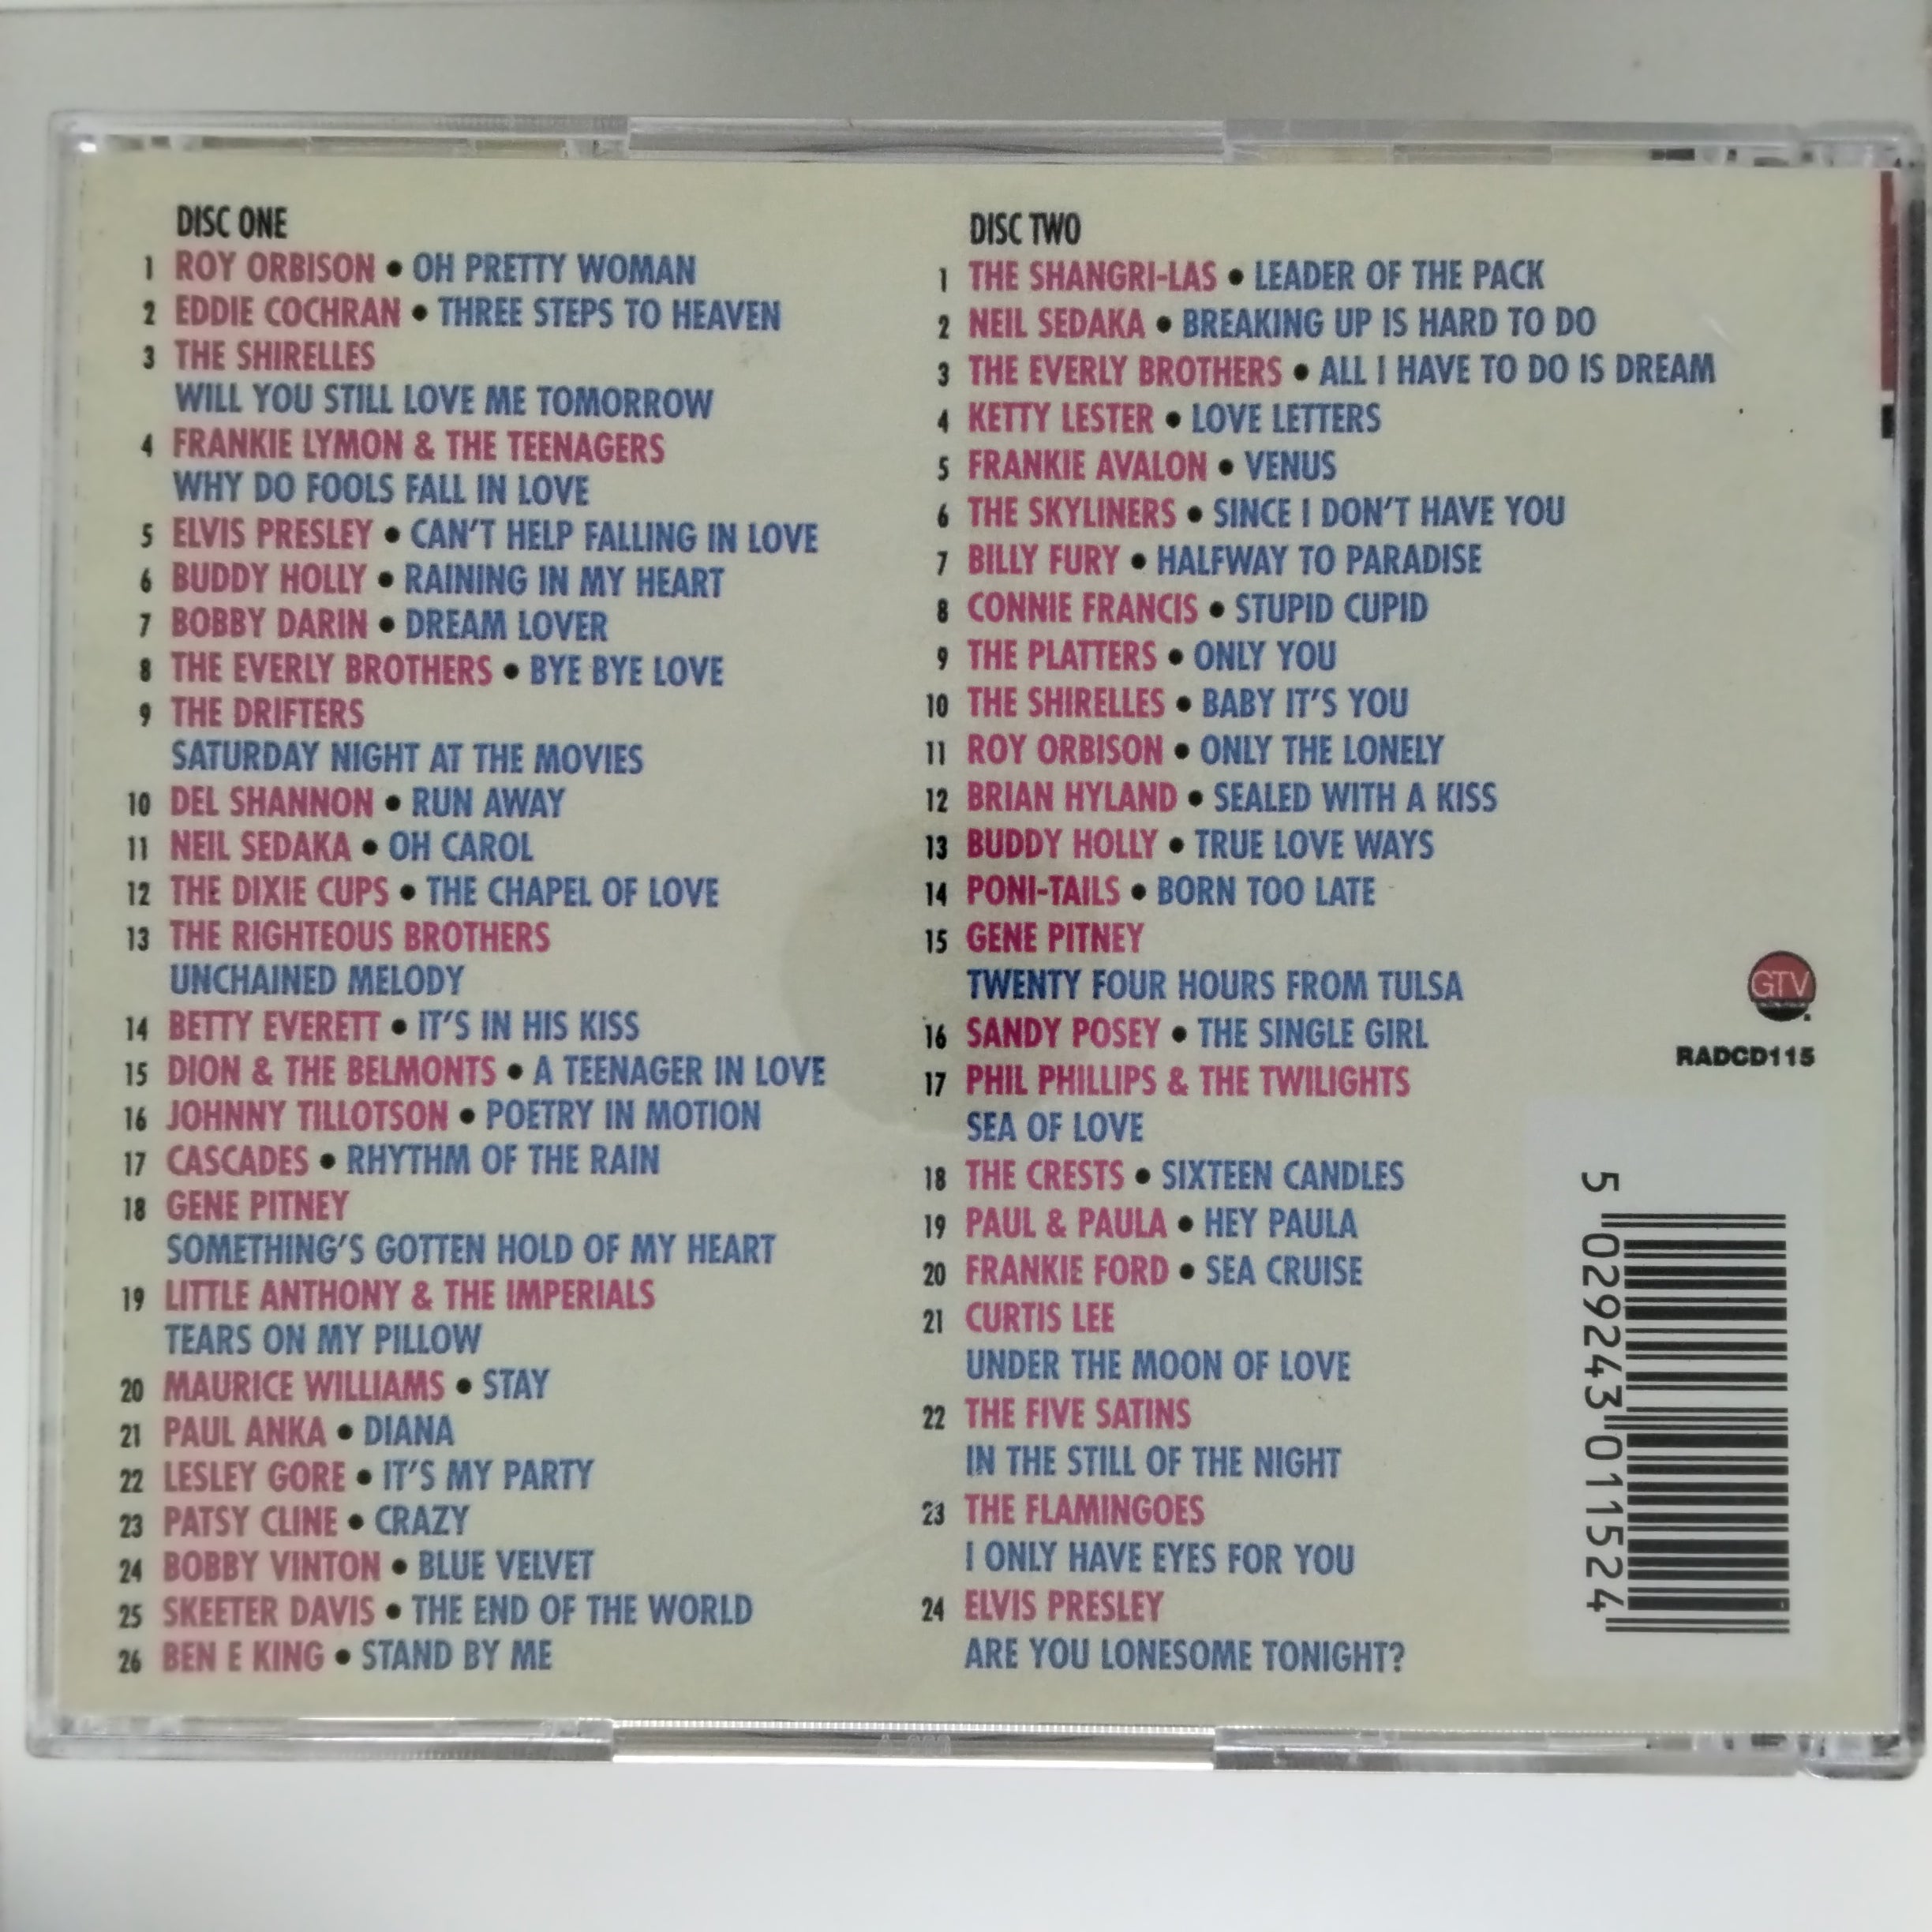 DISC ONE
1 ROY ORBISON • OH PRETTY WOMAN
2 EDDIE COCHRAN • THREE STEPS TO HEAVEN
3 THE SHIRELLES
WILL YOU STILL LOVE ME TOMORROW
4 FRANKIE LYMON & THE TEENAGERS
WHY DO FOOLS FALL IN LOVE
5 ELVIS PRESLEY • CAN'T HELP FALLING IN LOVE
6 BUDDY HOLLY • RAINING IN MY HEART
7 BOBBY DARIN • DREAM LOVER
8 THE EVERLY BROTHERS • BYE BYE LOVE
9 THE DRIFTERS
SATURDAY NIGHT AT THE MOVIES
10 DEL SHANNON • RUN AWAY
11 NEIL SEDAKA • OH CAROL
12 THE DIXIE CUPS • THE CHAPEL OF LOVE
13 THE RIGHTEOUS BROTHERS
UNCHAINED MELODY
14 BETTY EVERETT • IT'S IN HIS KISS
15 DION & THE BELMONTS • A TEENAGER IN LOVE
16 JOHNNY TILLOTSON • POETRY IN MOTION
17 CASCADES • RHYTHM OF THE RAIN
18 GENE PITNEY
SOMETHING'S GOTTEN HOLD OF MY HEART
19 LITTLE ANTHONY & THE IMPERIALS
TEARS ON MY PILLOW
20 MAURICE WILLIAMS • STAY
21 PAUL ANKA • DIANA
22 LESLEY GORE • IT'S MY PARTY
23 PATSY CLINE • CRAZY
24 BOBBY VINTON • BLUE VELVET
25 SKEETER DAVIS • THE END OF THE WORLD
26 BEN E KING • STAND BY ME
DISC TWO
1 THE SHANGRI-LAS • LEADER OF THE PACK
2 NEIL SEDAKA • BREAKING UP IS HARD TO DO
3 THE EVERLY BROTHERS • ALL I HAVE TO DO IS DREAM
4 KETTY LESTER • LOVE LETTERS
5 FRANKIE AVALON • VENUS
6 THE SKYLINERS • SINCE I DON'T HAVE YOU
7 BILLY FURY • HALFWAY TO PARADISE
8 CONNIE FRANCIS • STUPID CUPID
9 THE PLATTERS • ONLY YOU
10 THE SHIRELLES • BABY IT'S YOU
11 ROY ORBISON • ONLY THE LONELY
12 BRIAN HYLAND • SEALED WITH A KISS
13 BUDDY HOLLY • TRUE LOVE WAYS
14 PONI-TAILS • BORN TOO LATE
15 GENE PITNEY
TWENTY FOUR HOURS FROM TULSA
16 SANDY POSEY • THE SINGLE GIRL
17 PHIL PHILLIPS & THE TWILIGHTS
SEA OF LOVE
18 THE CRESTS • SIXTEEN CANDLES
19 PAUL & PAULA • HEY PAULA
20 FRANKIE FORD • SEA CRUISE
21 CURTIS LEE
UNDER THE MOON OF LOVE
22 THE FIVE SATINS
IN THE STILL OF THE NIGHT
23 THE FLAMINGOES
I ONLY HAVE EYES FOR YOU
24 ELVIS PRESLEY
ARE YOU LONESOME TONIGHT?
GTV
RADCD115
5 029243 011524